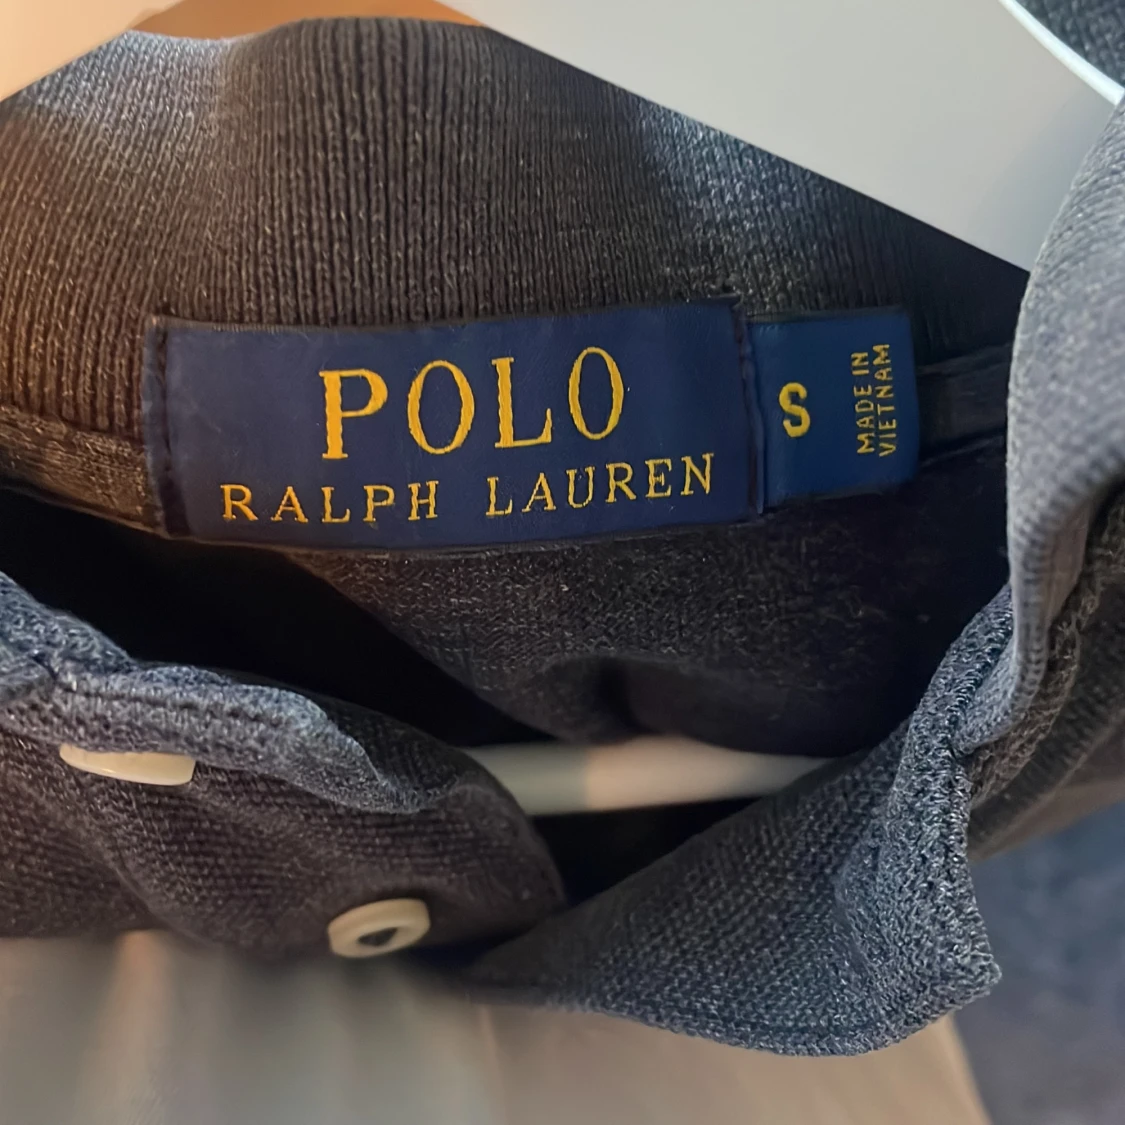 POLO
RALPH LAUREN
S
MADE IN
VIETNAM